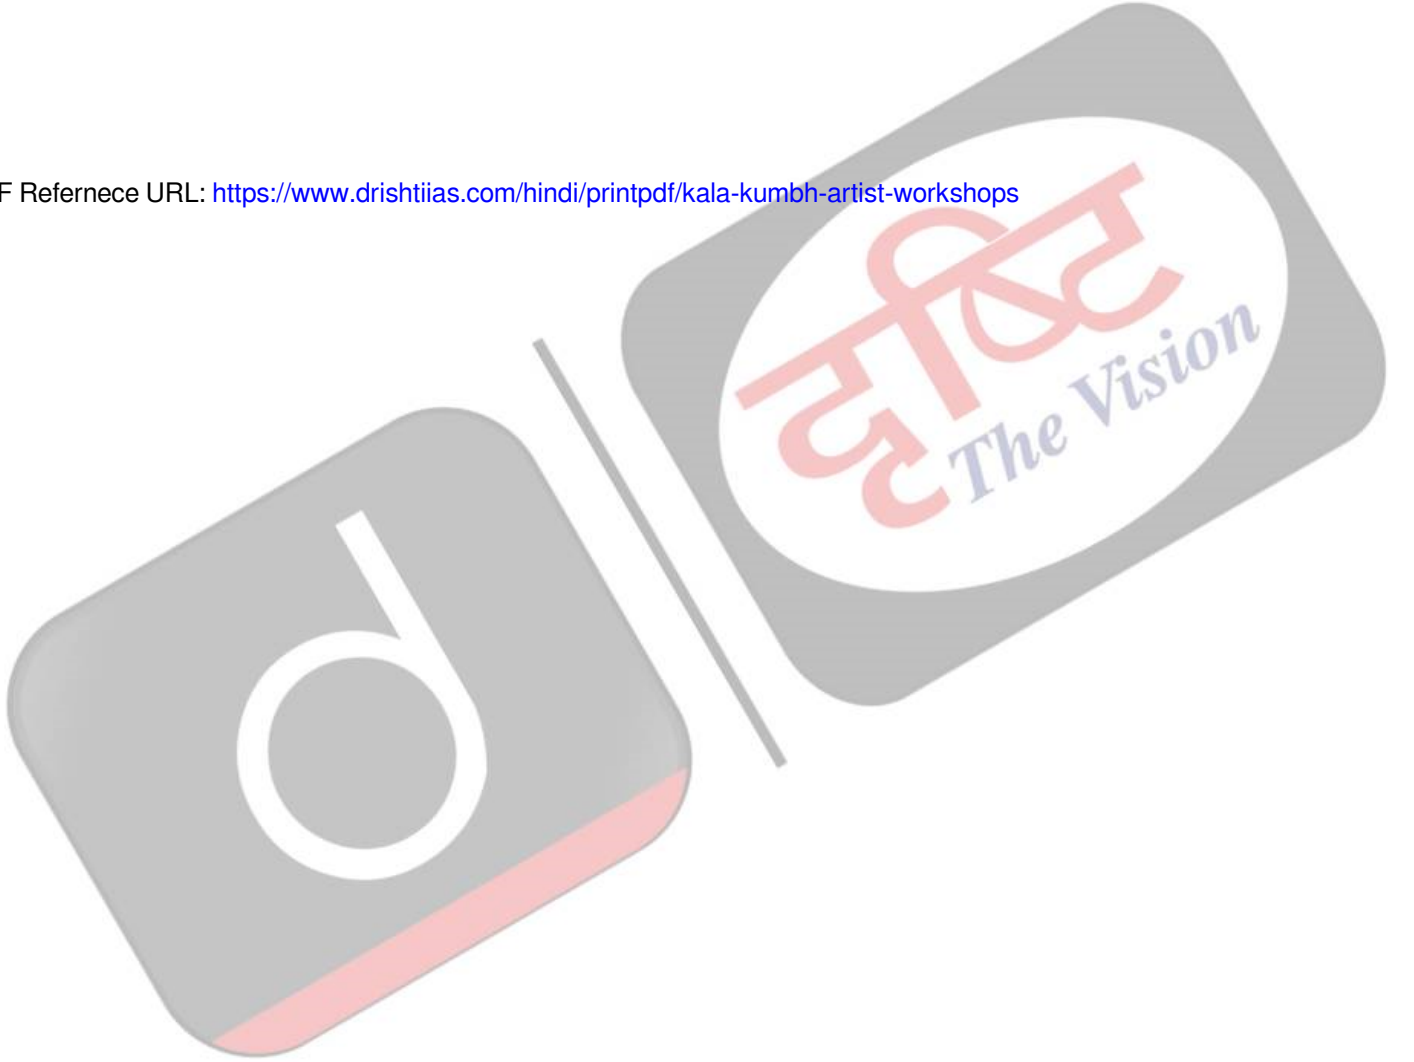 F Refernece URL: https://www.drishtiias.com/hindi/printpdf/kala-kumbh-artist-workshops
दृष्टि
The Vision
d